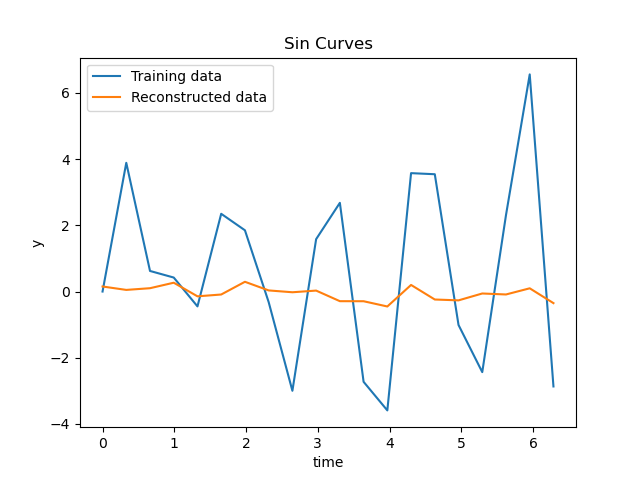 Sin Curves
Training data
Reconstructed data
y
6
4
2
0
−2
−4
0 1 2 3 4 5 6
time